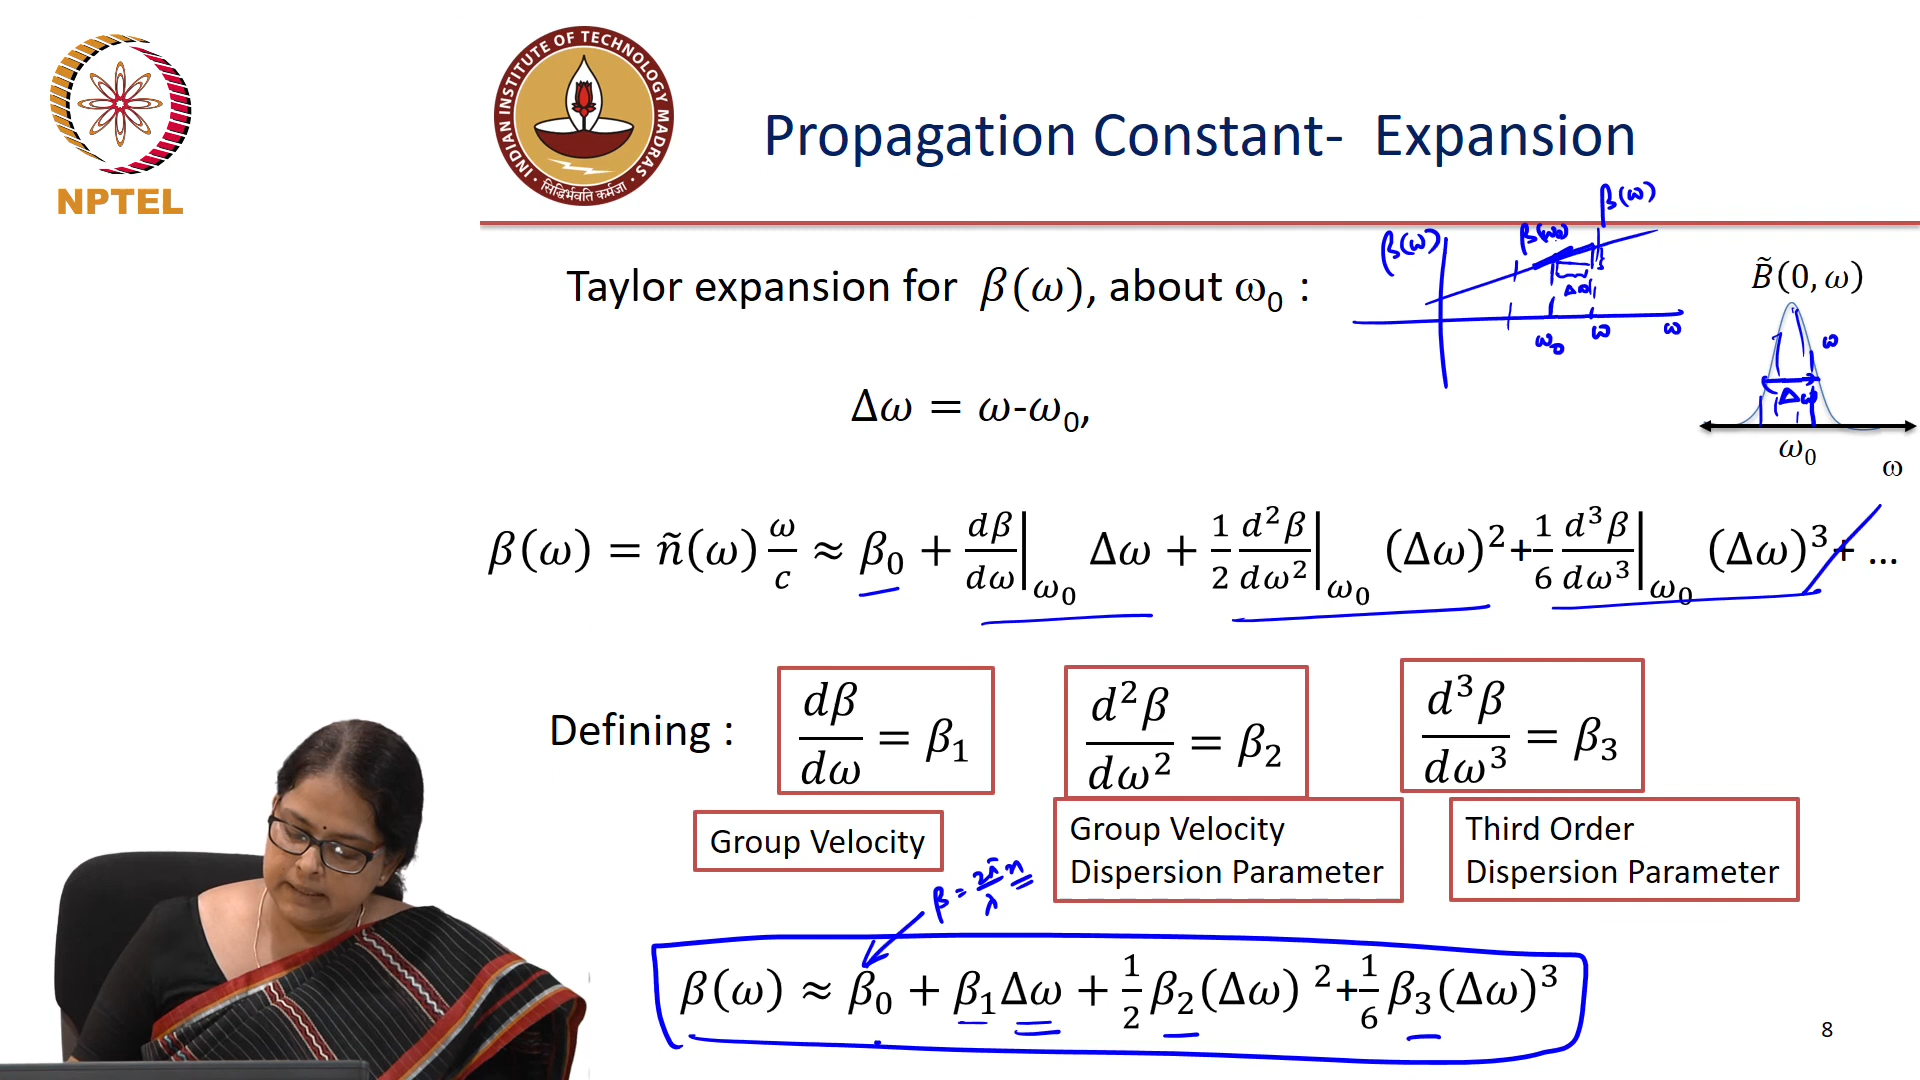 NPTEL
INDIAN INSTITUTE OF TECHNOLOGY MADRAS
सिद्धिर्भवति कर्मजा
Propagation Constant-  Expansion
β(ω)
β(ω)
β(ω₀)
Δω
ω₀
ω
ω
Taylor expansion for β(ω), about ω₀ :
B̃(0, ω)
ω
Δω
ω₀
ω
Δω = ω-ω₀,
β(ω) = ñ(ω) ω/c ≈ β₀ + dβ/dω|ω₀ Δω + 1/2 d²β/dω²|ω₀ (Δω)²+1/6 d³β/dω³|ω₀ (Δω)³+ ...
Defining : dβ/dω = β₁ d²β/dω² = β₂ d³β/dω³ = β₃
Group Velocity
Group Velocity
Dispersion Parameter
Third Order
Dispersion Parameter
β = 2π/λ n
β(ω) ≈ β₀ + β₁Δω + 1/2 β₂(Δω) ²+1/6 β₃(Δω)³
8